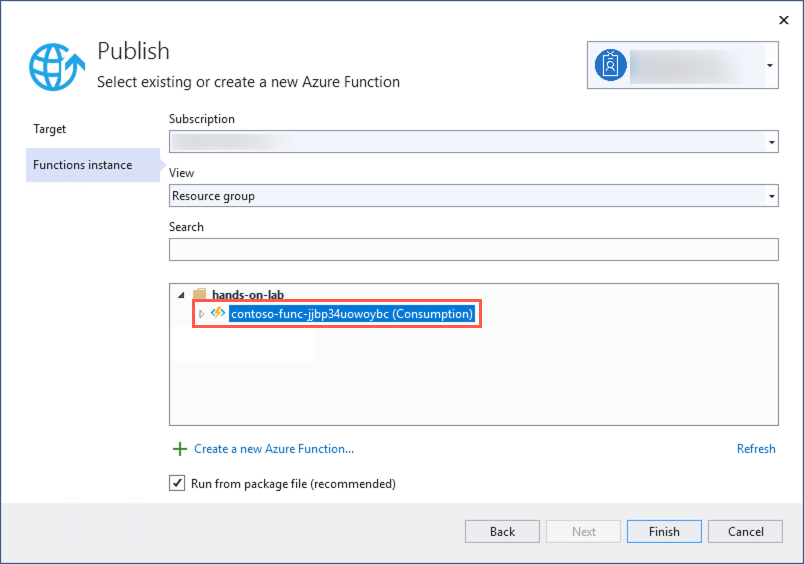 Publish
Select existing or create a new Azure Function
Target
Functions instance
Subscription
View
Resource group
Search
hands-on-lab
contoso-func-jjbp34uowoybc (Consumption)
Create a new Azure Function...
Refresh
Run from package file (recommended)
Back
Next
Finish
Cancel